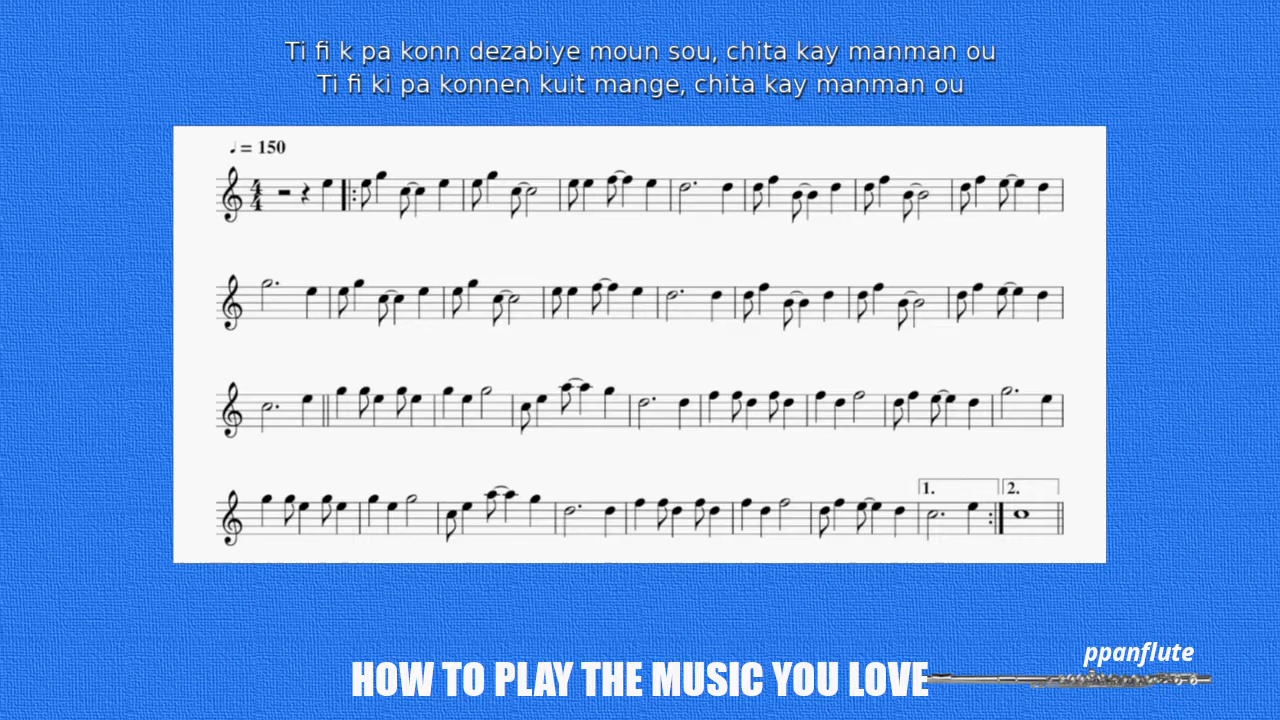 Ti fi k pa konn dezabiye moun sou, chita kay manman ou
Ti fi ki pa konnen kuit mange, chita kay manman ou
♩ = 150
4
4
1.
2.
ppanflute
HOW TO PLAY THE MUSIC YOU LOVE